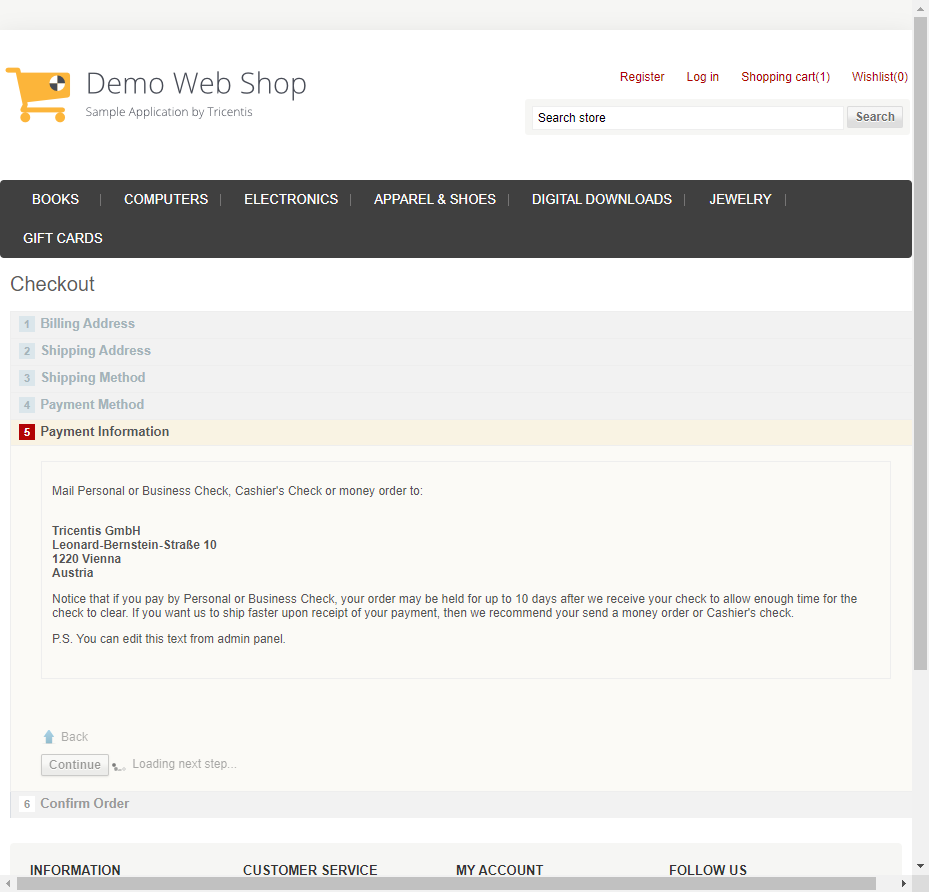 Demo Web Shop
Sample Application by Tricentis
Register Log in Shopping cart(1) Wishlist(0)
Search store Search
BOOKS | COMPUTERS | ELECTRONICS | APPAREL & SHOES | DIGITAL DOWNLOADS | JEWELRY |
GIFT CARDS
Checkout
1 Billing Address
2 Shipping Address
3 Shipping Method
4 Payment Method
5 Payment Information
Mail Personal or Business Check, Cashier's Check or money order to:
Tricentis GmbH
Leonard-Bernstein-Straße 10
1220 Vienna
Austria
Notice that if you pay by Personal or Business Check, your order may be held for up to 10 days after we receive your check to allow enough time for the
check to clear. If you want us to ship faster upon receipt of your payment, then we recommend your send a money order or Cashier's check.
P.S. You can edit this text from admin panel.
Back
Continue Loading next step...
6 Confirm Order
INFORMATION CUSTOMER SERVICE MY ACCOUNT FOLLOW US